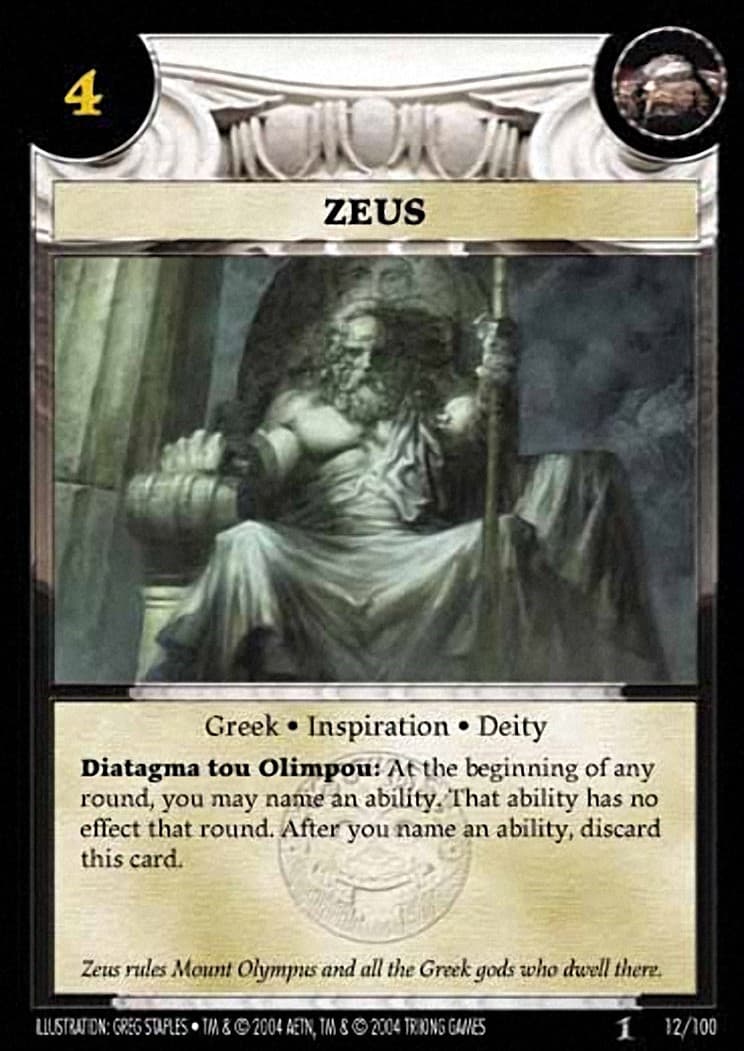 4
ZEUS
Greek • Inspiration • Deity
Diatagma tou Olimpou: At the beginning of any
round, you may name an ability. That ability has no
effect that round. After you name an ability, discard
this card.
Zeus rules Mount Olympus and all the Greek gods who dwell there.
ILLUSTRATION: GREG STAPLES • TM & © 2004 AETN, TM & © 2004 TRIKING GAMES 1 12/100